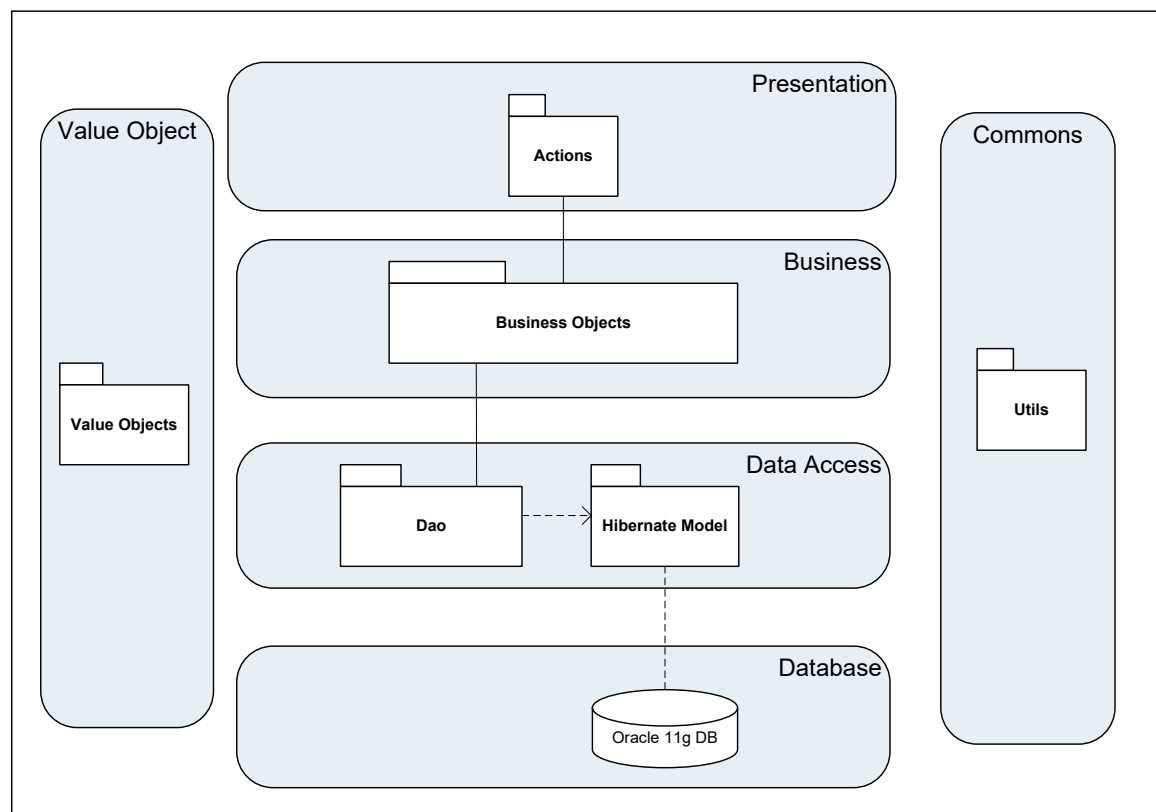 Presentation
Value Object
Commons
Actions
Business
Business Objects
Value Objects
Utils
Data Access
Dao
Hibernate Model
Database
Oracle 11g DB